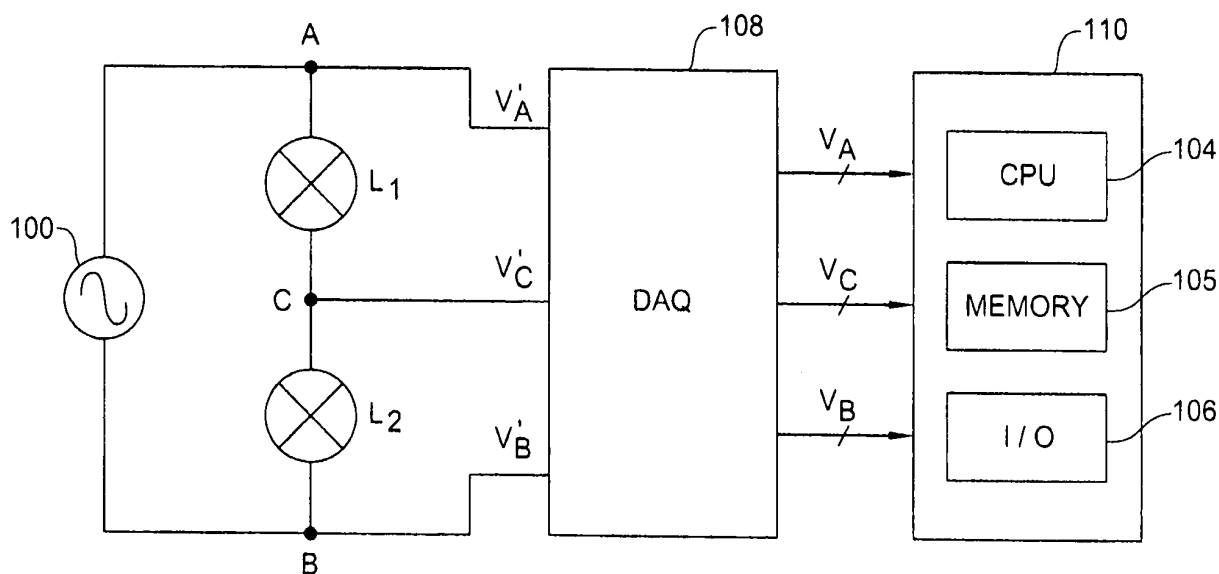 A
108
110
V'A
VA
L1
CPU
104
100
V'C
VC
C
DAQ
MEMORY
105
L2
V'B
VB
I / O
106
B